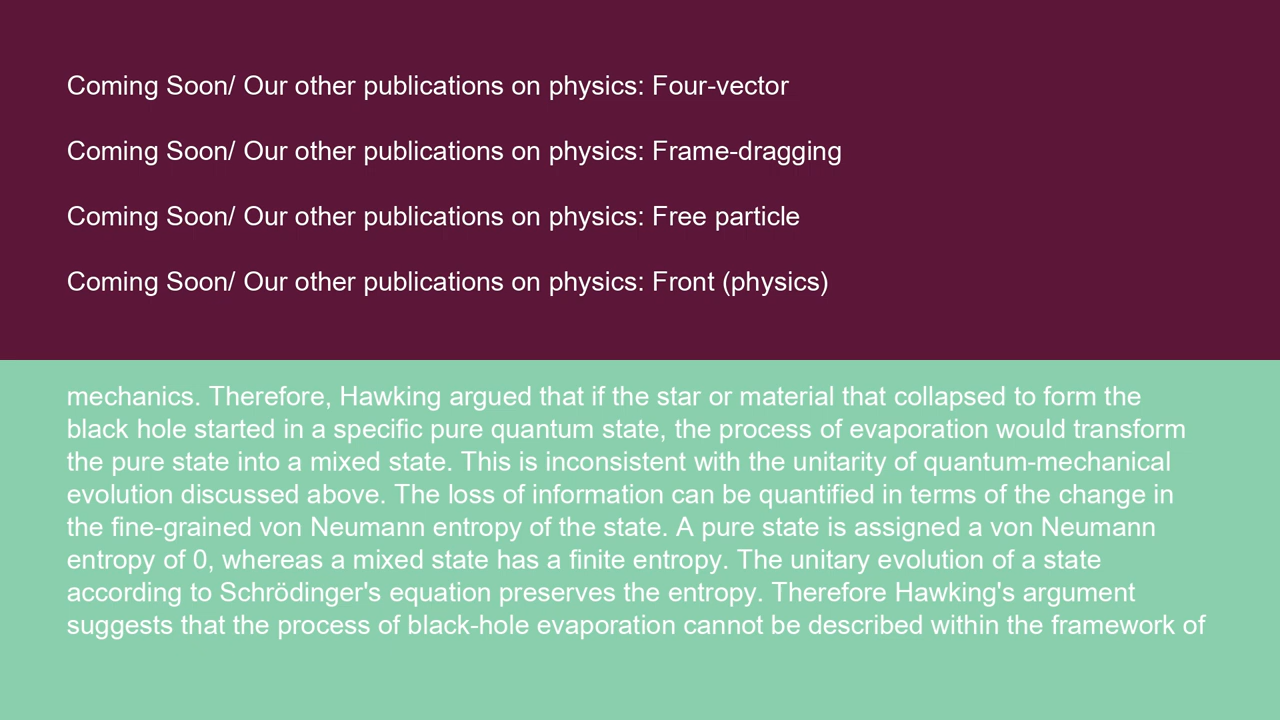 Coming Soon/ Our other publications on physics: Four-vector
Coming Soon/ Our other publications on physics: Frame-dragging
Coming Soon/ Our other publications on physics: Free particle
Coming Soon/ Our other publications on physics: Front (physics)
mechanics. Therefore, Hawking argued that if the star or material that collapsed to form the
black hole started in a specific pure quantum state, the process of evaporation would transform
the pure state into a mixed state. This is inconsistent with the unitarity of quantum-mechanical
evolution discussed above. The loss of information can be quantified in terms of the change in
the fine-grained von Neumann entropy of the state. A pure state is assigned a von Neumann
entropy of 0, whereas a mixed state has a finite entropy. The unitary evolution of a state
according to Schrödinger's equation preserves the entropy. Therefore Hawking's argument
suggests that the process of black-hole evaporation cannot be described within the framework of